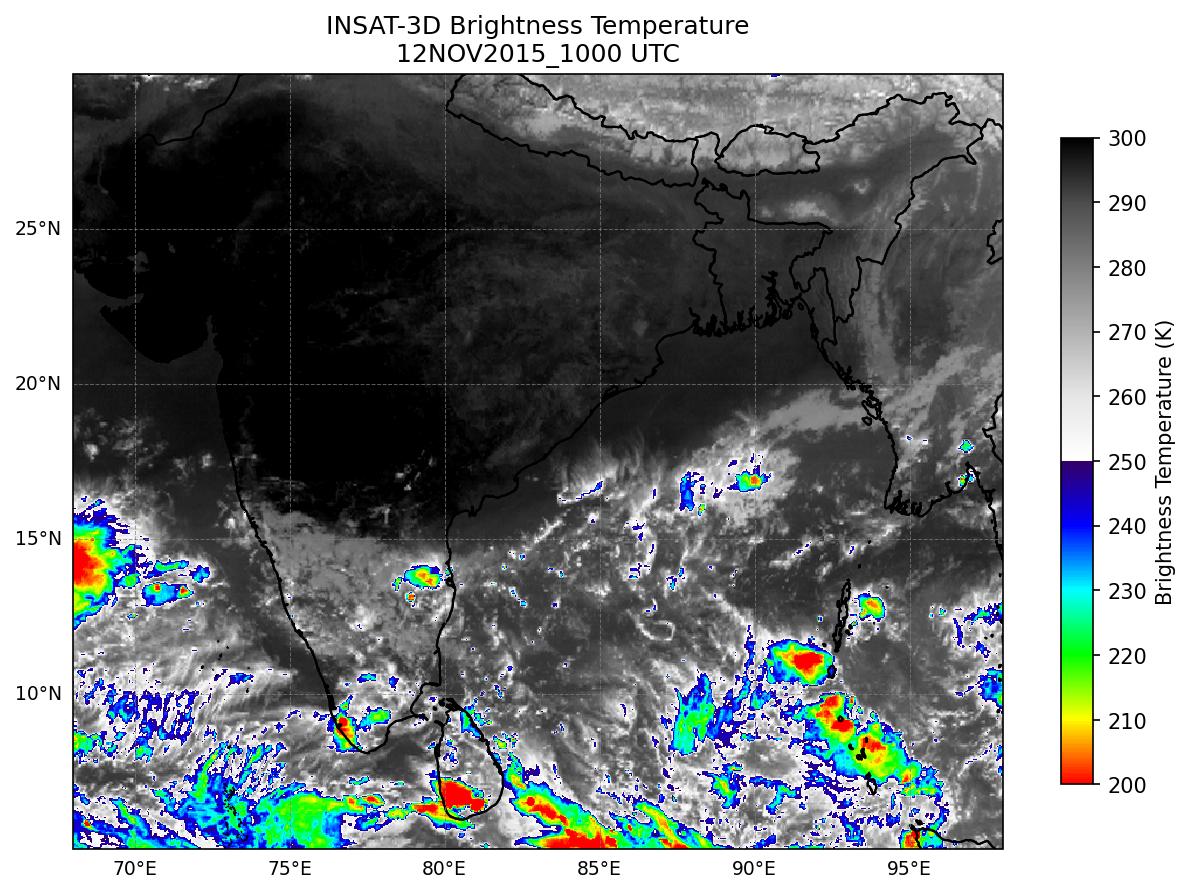 INSAT-3D Brightness Temperature
12NOV2015_1000 UTC
25°N
20°N
15°N
10°N
70°E
75°E
80°E
85°E
90°E
95°E
300
290
280
270
260
250
240
230
220
210
200
Brightness Temperature (K)